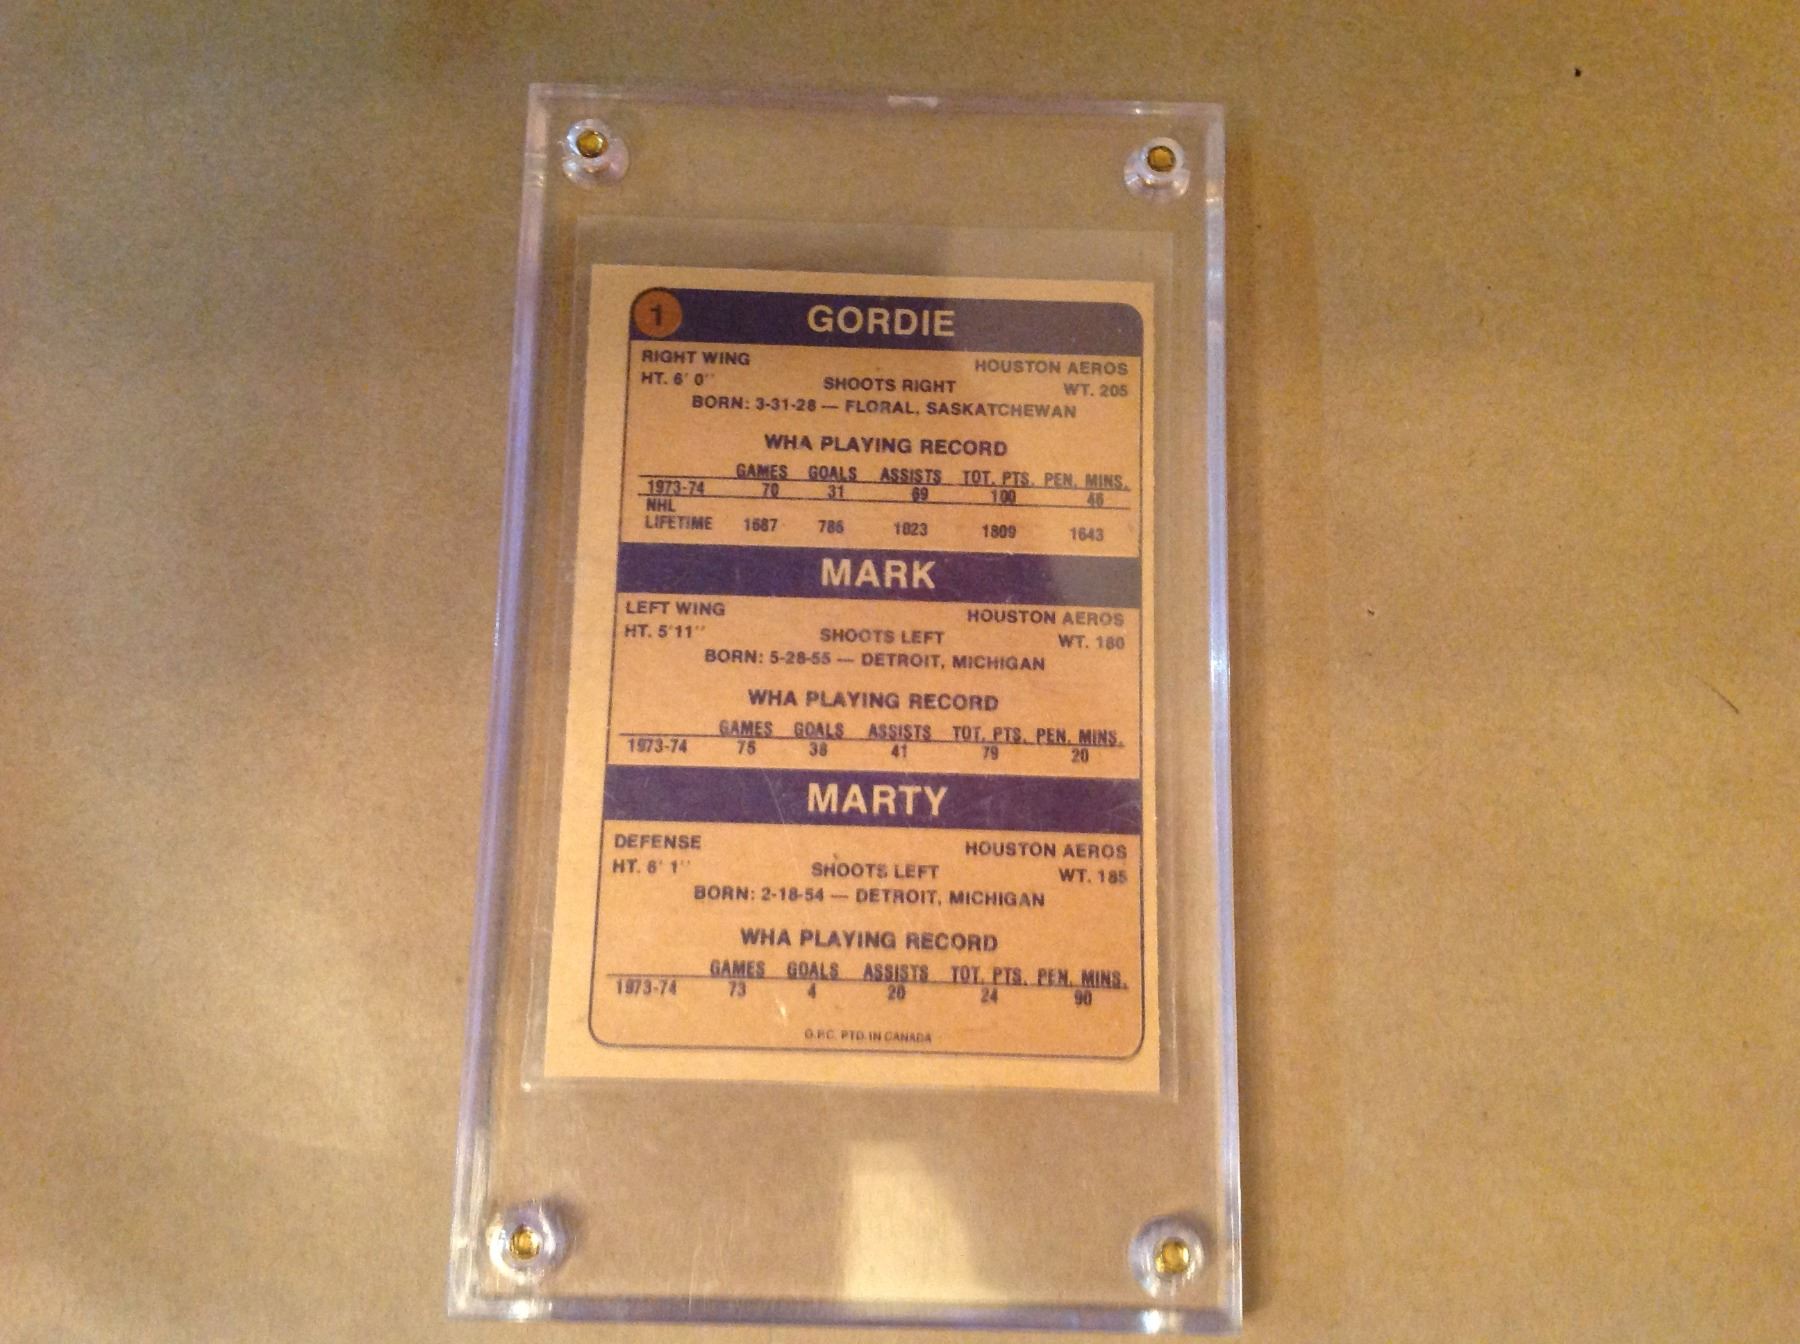 1 GORDIE
RIGHT WING HOUSTON AEROS
HT. 6' 0'' SHOOTS RIGHT WT. 205
BORN: 3-31-28 — FLORAL, SASKATCHEWAN
WHA PLAYING RECORD
GAMES GOALS ASSISTS TOT. PTS. PEN. MINS.
1973-74 70 31 69 100 46
NHL
LIFETIME 1687 786 1023 1809 1643
MARK
LEFT WING HOUSTON AEROS
HT. 5'11'' SHOOTS LEFT WT. 180
BORN: 5-28-55 — DETROIT, MICHIGAN
WHA PLAYING RECORD
GAMES GOALS ASSISTS TOT. PTS. PEN. MINS.
1973-74 76 38 41 79 20
MARTY
DEFENSE HOUSTON AEROS
HT. 6' 1'' SHOOTS LEFT WT. 185
BORN: 2-18-54 — DETROIT, MICHIGAN
WHA PLAYING RECORD
GAMES GOALS ASSISTS TOT. PTS. PEN. MINS.
1973-74 73 4 20 24 90
O.P.C. PTD. IN CANADA